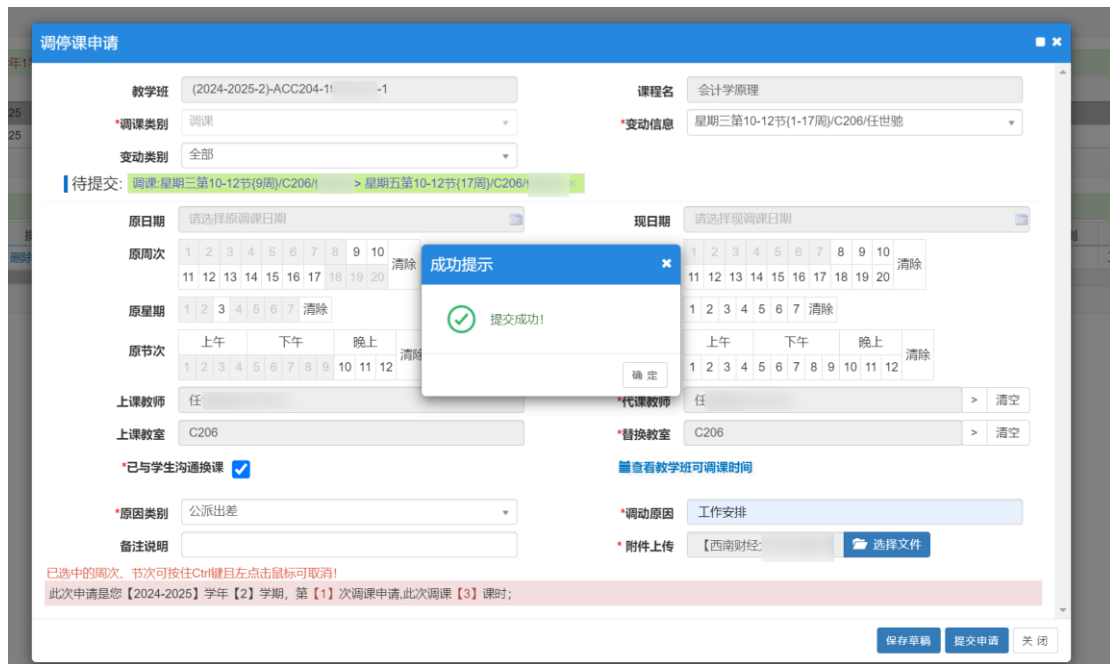 调停课申请
年1
教学班 (2024-2025-2)-ACC204-1 -1 课程名 会计学原理
25 *调课类别 调课 *变动信息 星期三第10-12节{1-17周}/C206/任世驰
25
变动类别 全部
待提交: 调课:星期三第10-12节{9周}/C206/ > 星期五第10-12节{17周}/C206/ ×
原日期 请选择原调课日期 现日期 请选择现调课日期
原周次 1 2 3 4 5 6 7 8 9 10 清除 1 2 3 4 5 6 7 8 9 10 清除
11 12 13 14 15 16 17 18 19 20 11 12 13 14 15 16 17 18 19 20
删除
成功提示 ×
提交成功!
确 定
原星期 1 2 3 4 5 6 7 清除 1 2 3 4 5 6 7 清除
原节次 上午 下午 晚上 清除 上午 下午 晚上 清除
1 2 3 4 5 6 7 8 9 10 11 12 1 2 3 4 5 6 7 8 9 10 11 12
上课教师 任 *代课教师 任 > 清空
上课教室 C206 *替换教室 C206 > 清空
*已与学生沟通换课 查看教学班可调课时间
*原因类别 公派出差 *调动原因 工作安排
备注说明 * 附件上传 【西南财经 选择文件
已选中的周次、节次可按住Ctrl键且左点击鼠标可取消!
此次申请是您【2024-2025】学年【2】学期，第【1】次调课申请,此次调课【3】课时;
保存草稿 提交申请 关 闭